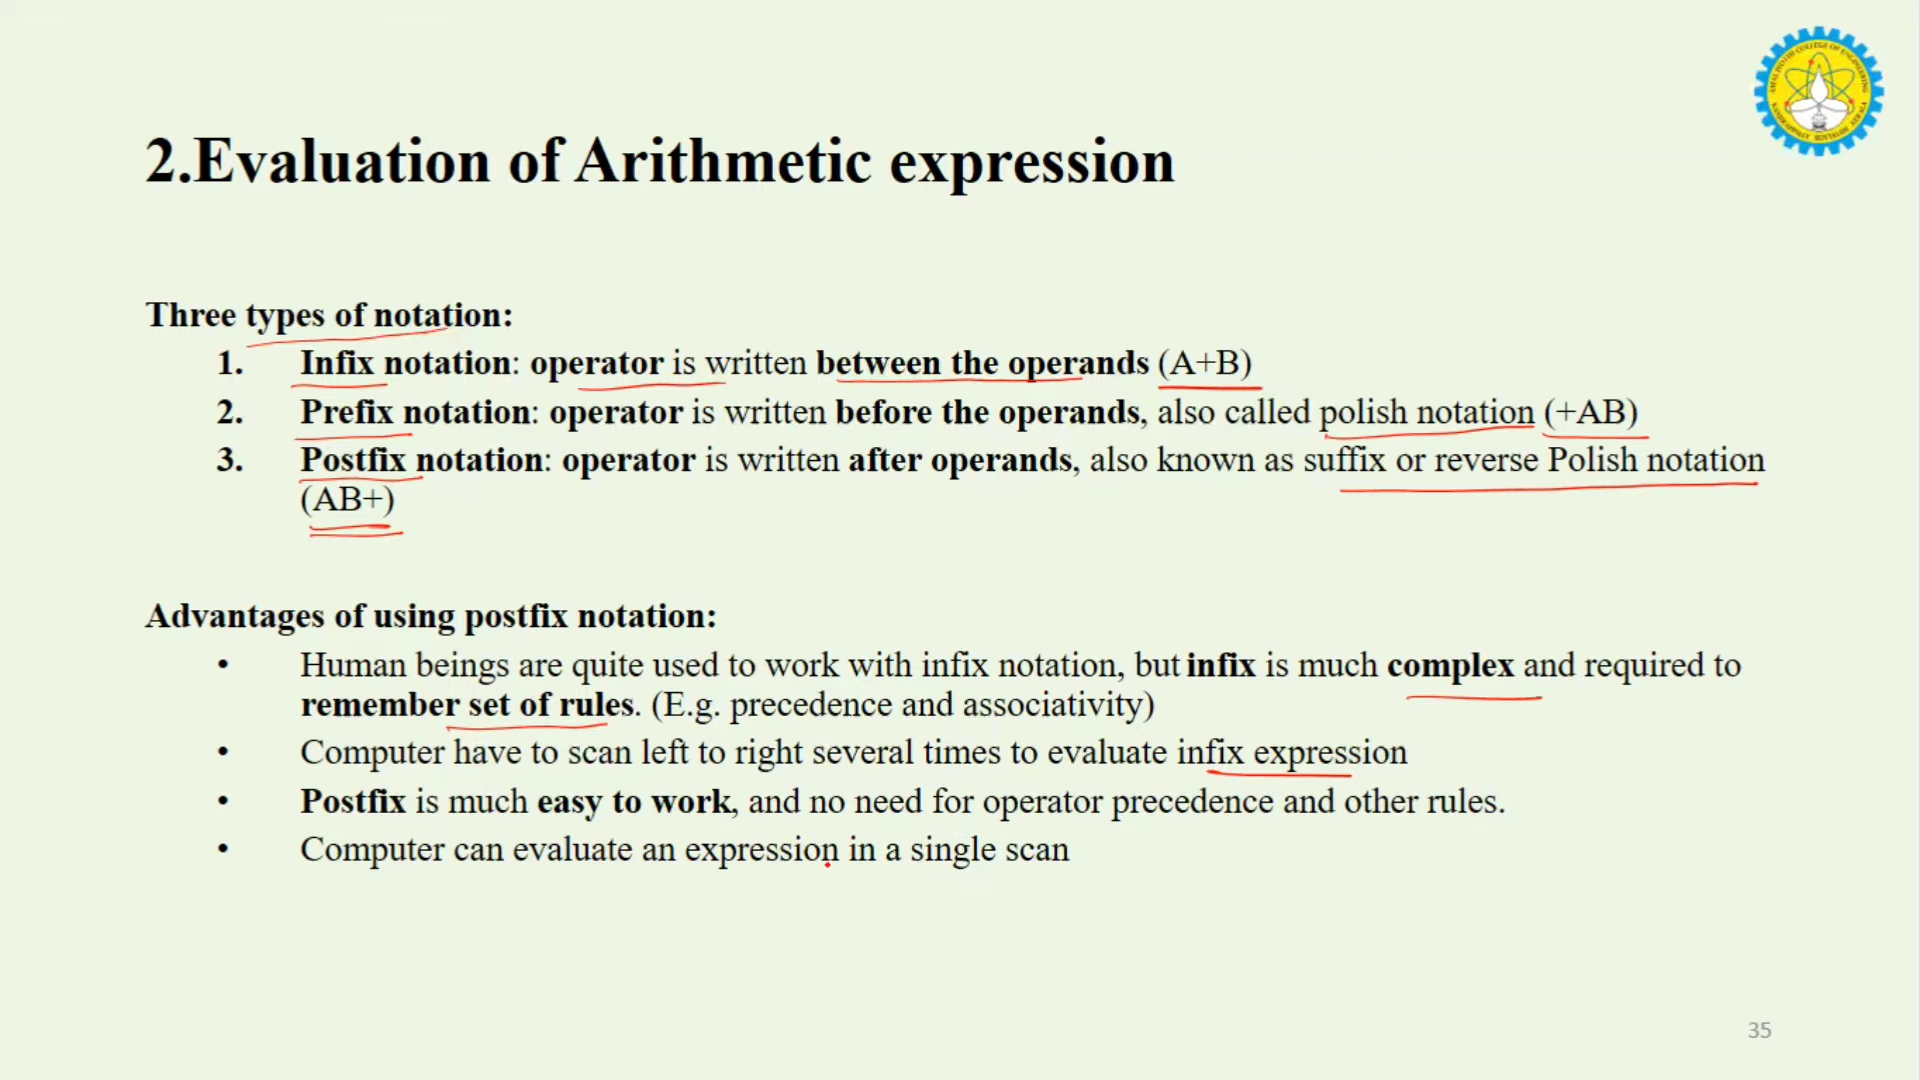 2.Evaluation of Arithmetic expression
Three types of notation:
1. Infix notation: operator is written between the operands (A+B)
2. Prefix notation: operator is written before the operands, also called polish notation (+AB)
3. Postfix notation: operator is written after operands, also known as suffix or reverse Polish notation
(AB+)
Advantages of using postfix notation:
• Human beings are quite used to work with infix notation, but infix is much complex and required to
remember set of rules. (E.g. precedence and associativity)
• Computer have to scan left to right several times to evaluate infix expression
• Postfix is much easy to work, and no need for operator precedence and other rules.
• Computer can evaluate an expression in a single scan
35